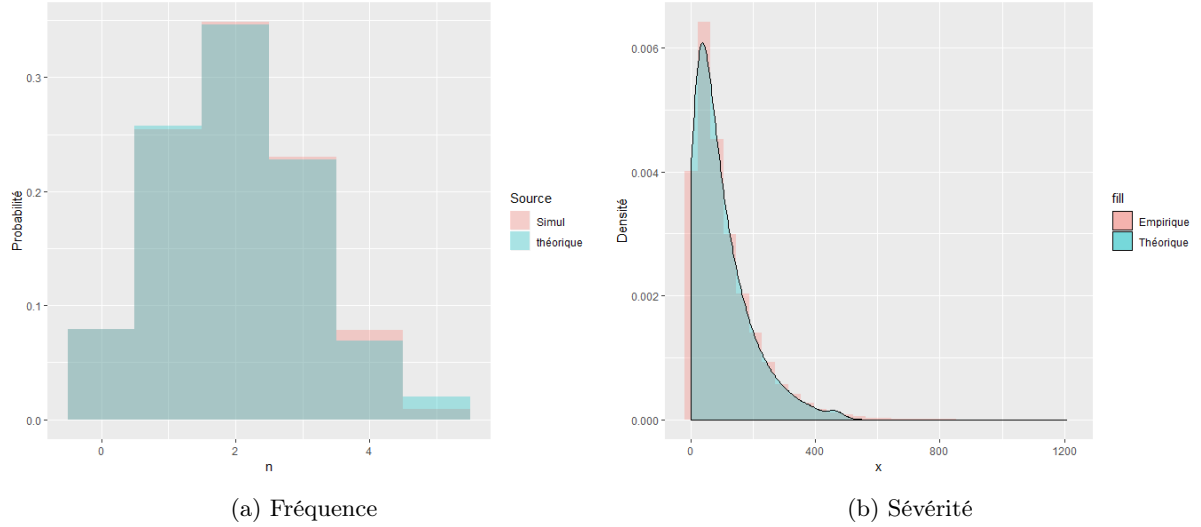 Probabilité
0.3
0.2
0.1
0.0
0
2
4
n
Source
Simul
théorique
(a) Fréquence
Densité
0.006
0.004
0.002
0.000
0
400
800
1200
x
fill
Empirique
Théorique
(b) Sévérité